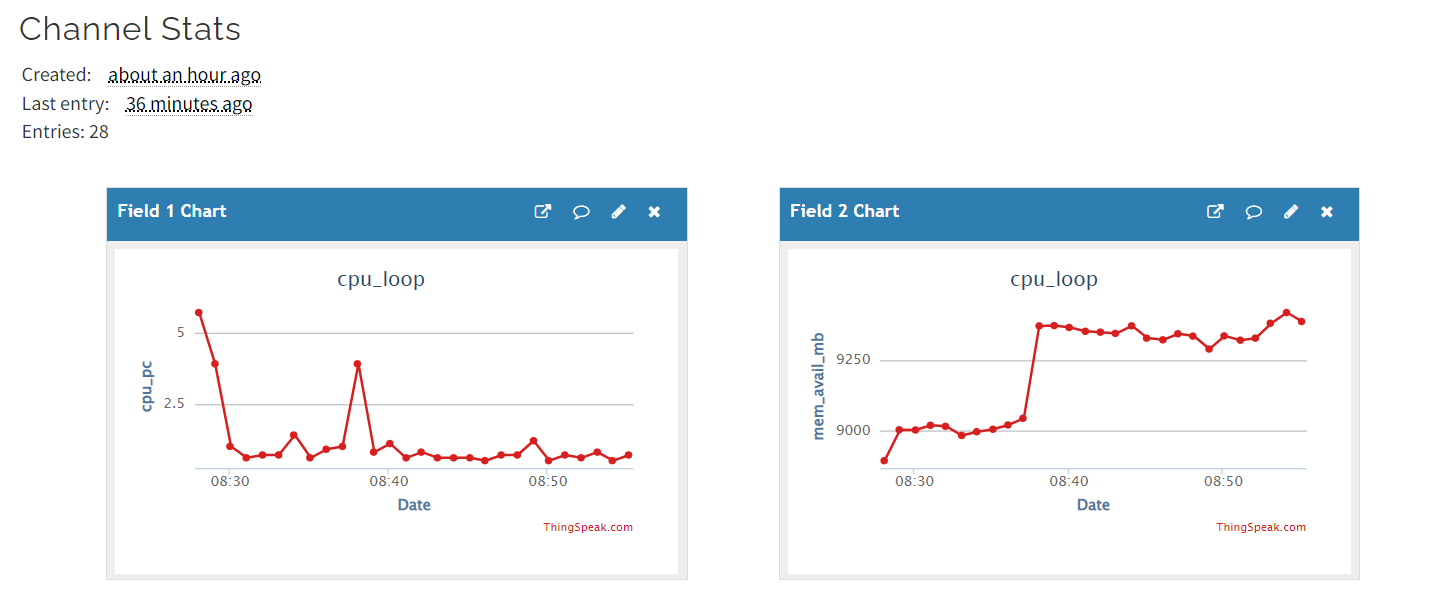 Channel Stats
Created: about an hour ago
Last entry: 36 minutes ago
Entries: 28
Field 1 Chart
cpu_loop
cpu_pc
5
2.5
08:30 08:40 08:50
Date
ThingSpeak.com
Field 2 Chart
cpu_loop
mem_avail_mb
9250
9000
08:30 08:40 08:50
Date
ThingSpeak.com